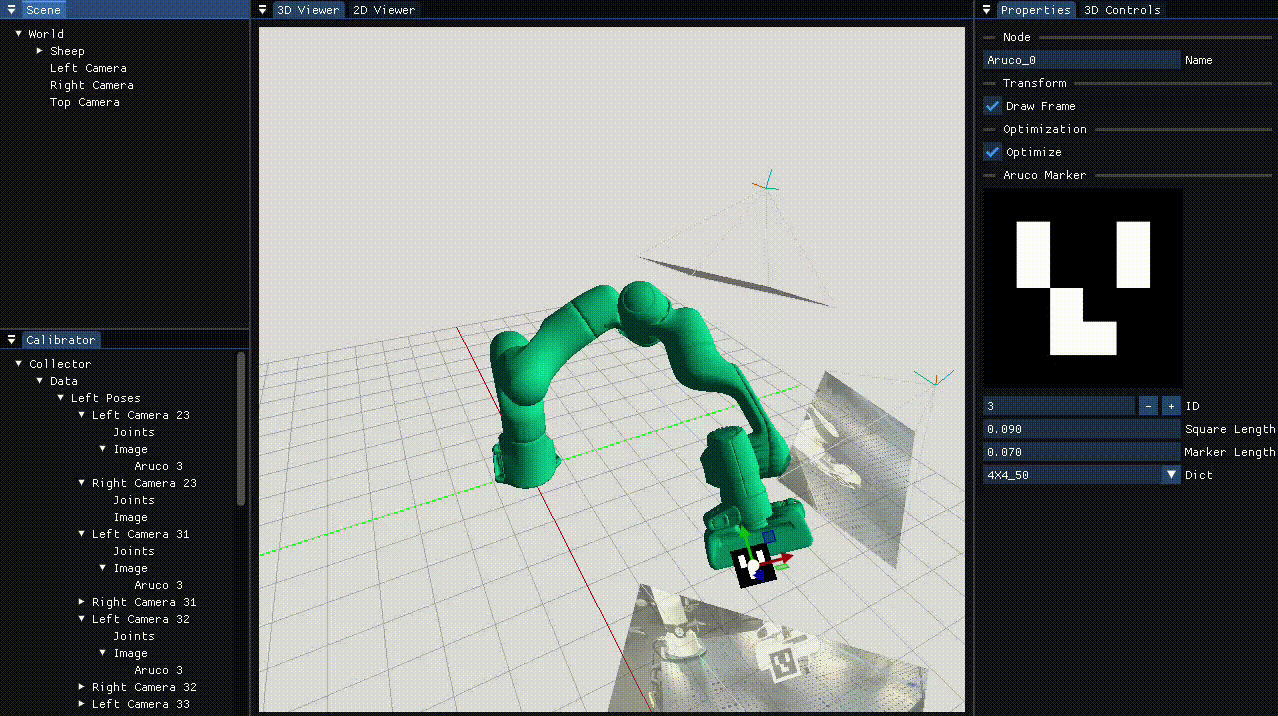 Scene
World
Sheep
Left Camera
Right Camera
Top Camera
Calibrator
Collector
Data
Left Poses
Left Camera 23
Joints
Image
Aruco 3
Right Camera 23
Joints
Image
Left Camera 31
Joints
Image
Aruco 3
Right Camera 31
Left Camera 32
Joints
Image
Aruco 3
Right Camera 32
Left Camera 33
3D Viewer 2D Viewer
Properties 3D Controls
Node
Aruco_0 Name
Transform
Draw Frame
Optimization
Optimize
Aruco Marker
3 - + ID
0.090 Square Length
0.070 Marker Length
4X4_50 Dict